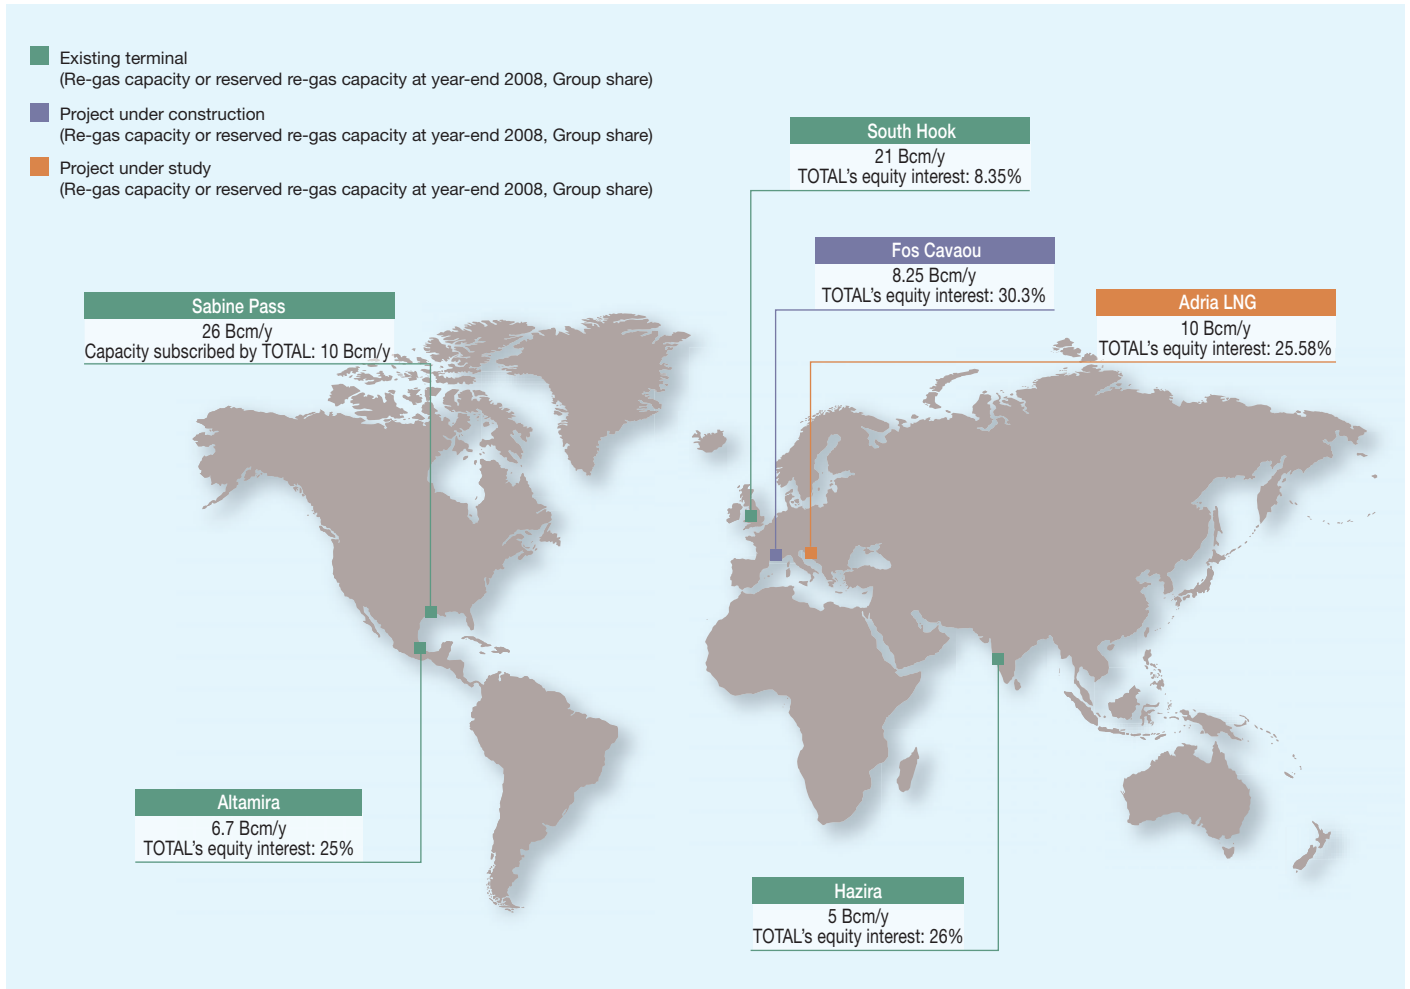 Existing terminal
(Re-gas capacity or reserved re-gas capacity at year-end 2008, Group share)
Project under construction
(Re-gas capacity or reserved re-gas capacity at year-end 2008, Group share)
Project under study
(Re-gas capacity or reserved re-gas capacity at year-end 2008, Group share)
South Hook
21 Bcm/y
TOTAL’s equity interest: 8.35%
Fos Cavaou
8.25 Bcm/y
TOTAL’s equity interest: 30.3%
Adria LNG
10 Bcm/y
TOTAL’s equity interest: 25.58%
Sabine Pass
26 Bcm/y
Capacity subscribed by TOTAL: 10 Bcm/y
Altamira
6.7 Bcm/y
TOTAL’s equity interest: 25%
Hazira
5 Bcm/y
TOTAL’s equity interest: 26%